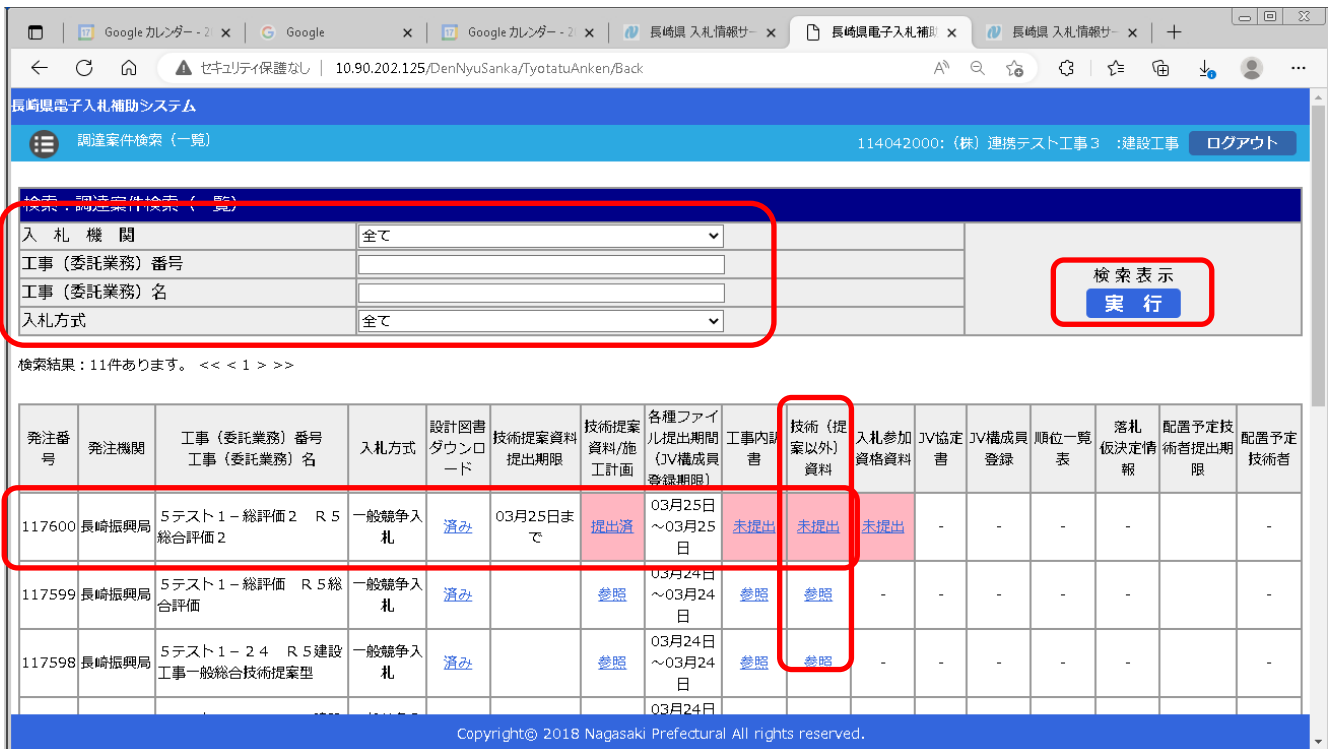 Google カレンダー - 2
Google
Google カレンダー - 2
長崎県 入札情報サー
長崎県電子入札補助
長崎県 入札情報サー
セキュリティ保護なし | 10.90.202.125/DenNyuSanka/TyotatuAnken/Back
長崎県電子入札補助システム
調達案件検索（一覧）
114042000:（株）連携テスト工事３ :建設工事
ログアウト
検索：調達案件検索（一覧）
入 札 機 関
全て
工事（委託業務）番号
工事（委託業務）名
入札方式
全て
検 索 表 示
実 行
検索結果：11件あります。 << < 1 > >>
発注番号
発注機関
工事（委託業務）番号
工事（委託業務）名
入札方式
設計図書
ダウンロ
ード
技術提案資料
提出期限
技術提案
資料/施
工計画
各種ファイ
ル提出期間
（JV構成員
登録期限）
工事内訳
書
技術（提
案以外）
資料
入札参加
資格資料
JV協定
書
JV構成員
登録
順位一覧
表
落札
仮決定情
報
配置予定技
術者提出期
限
配置予定
技術者
117600 長崎振興局 ５テスト１－総評価２　Ｒ５ 一般競争入 済み 03月25日ま 提出済 03月25日 未提出 未提出 未提出 - - - - -
総合評価２ 札 で ～03月25
日
117599 長崎振興局 ５テスト１－総評価　Ｒ５総 一般競争入 済み 参照 03月24日 参照 参照 - - - - - -
合評価 札 ～03月24
日
117598 長崎振興局 ５テスト１－２４　Ｒ５建設 一般競争入 済み 参照 03月24日 参照 参照 - - - - - -
工事一般総合技術提案型 札 ～03月24
日
03月24日
Copyright© 2018 Nagasaki Prefectural All rights reserved.